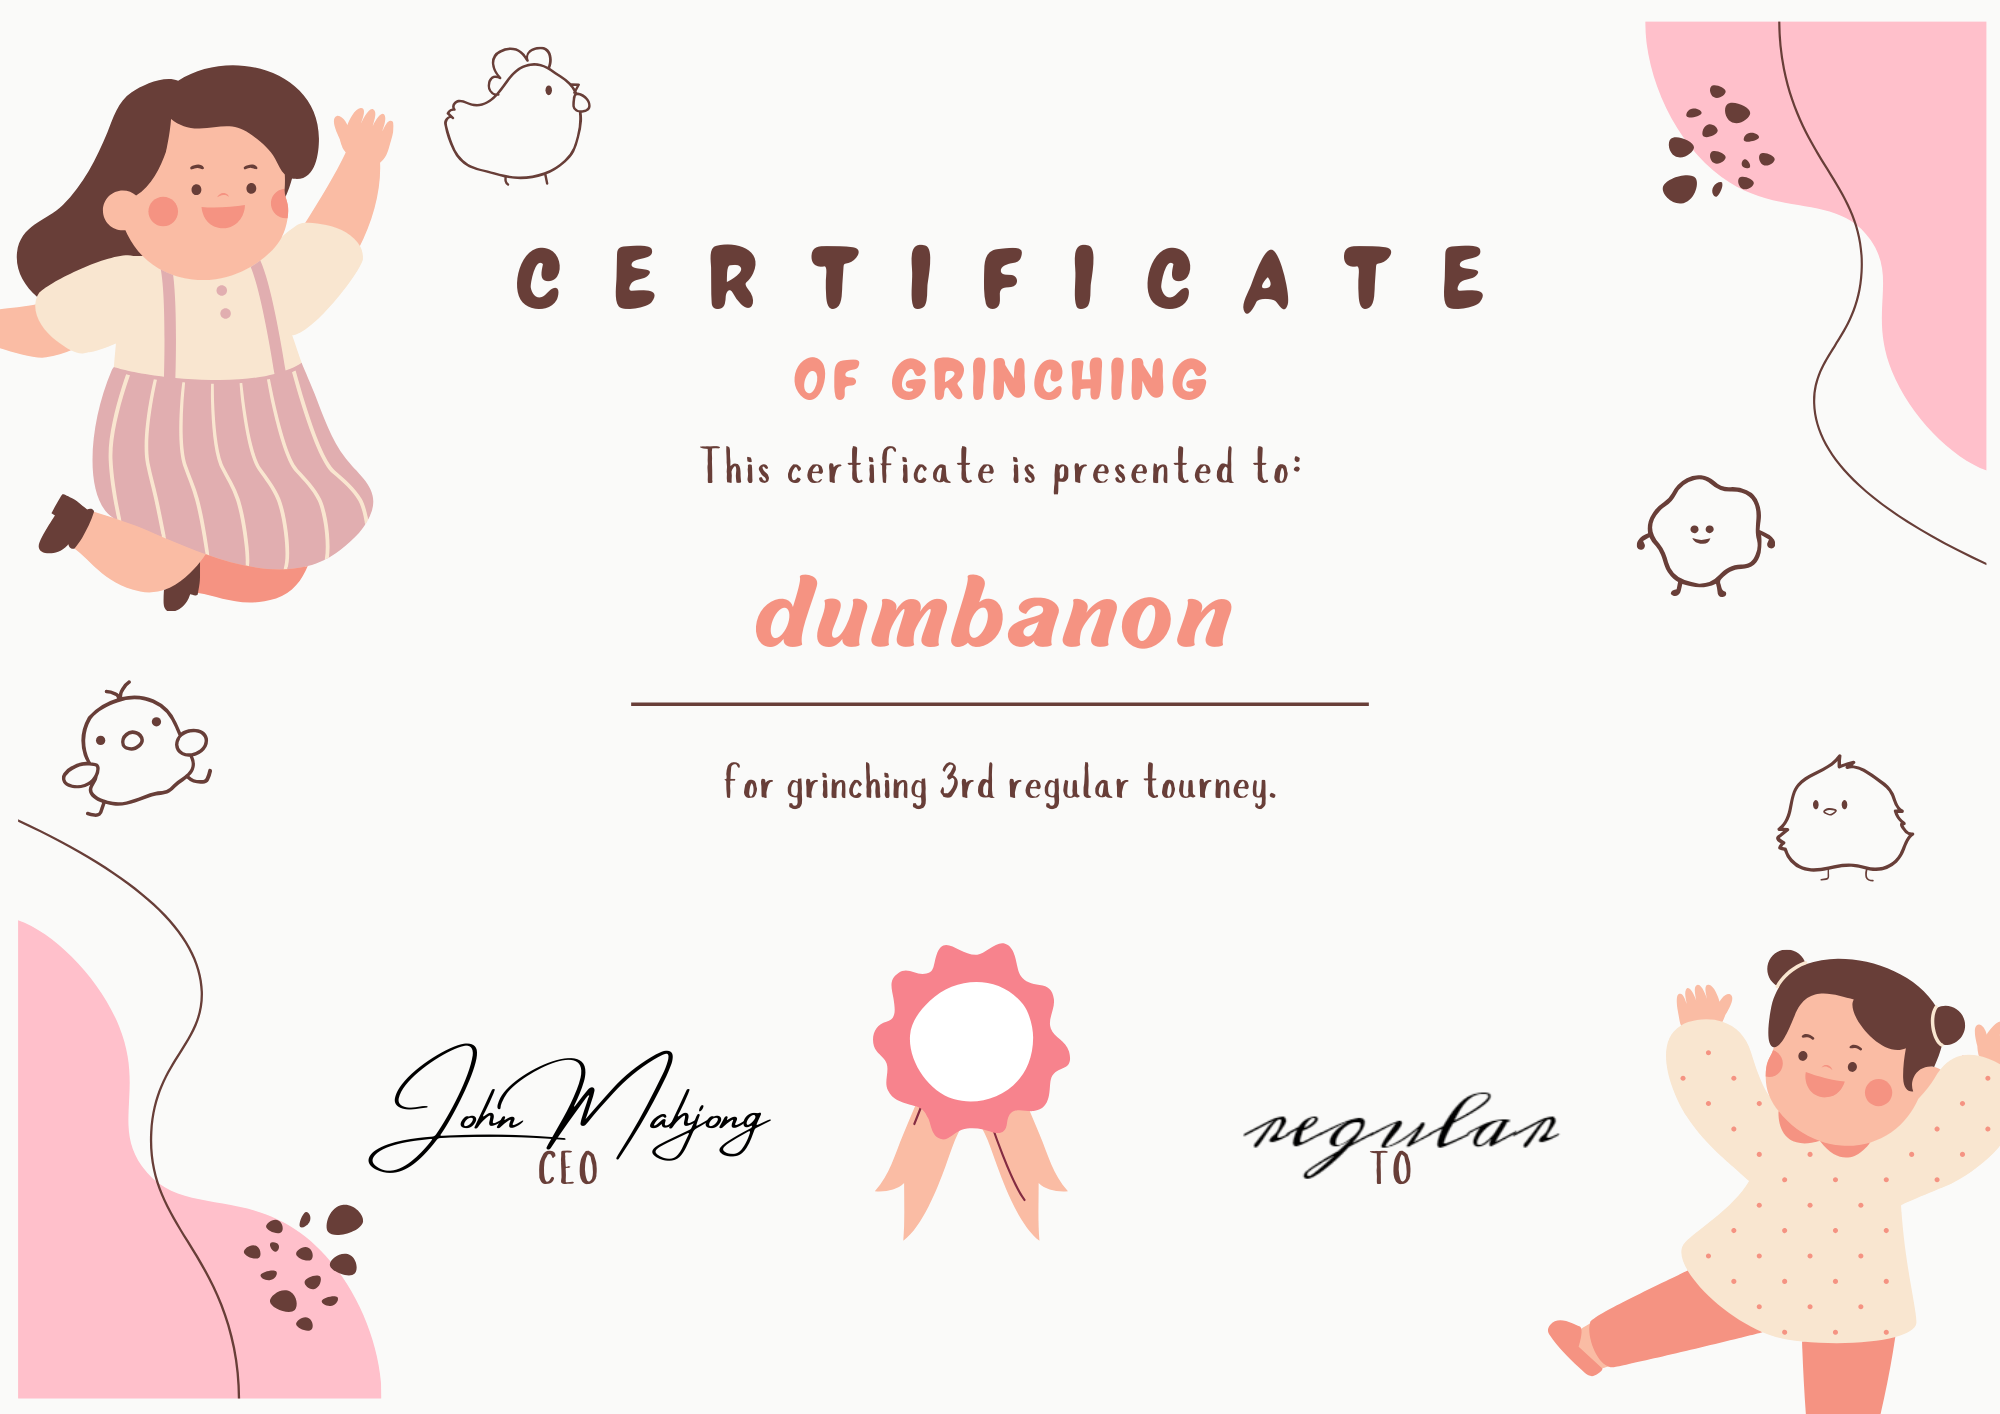 CERTIFICATE
OF GRINCHING
This certificate is presented to:
dumbanon
for grinching 3rd regular tourney.
John Mahjong
CEO
regular
TO